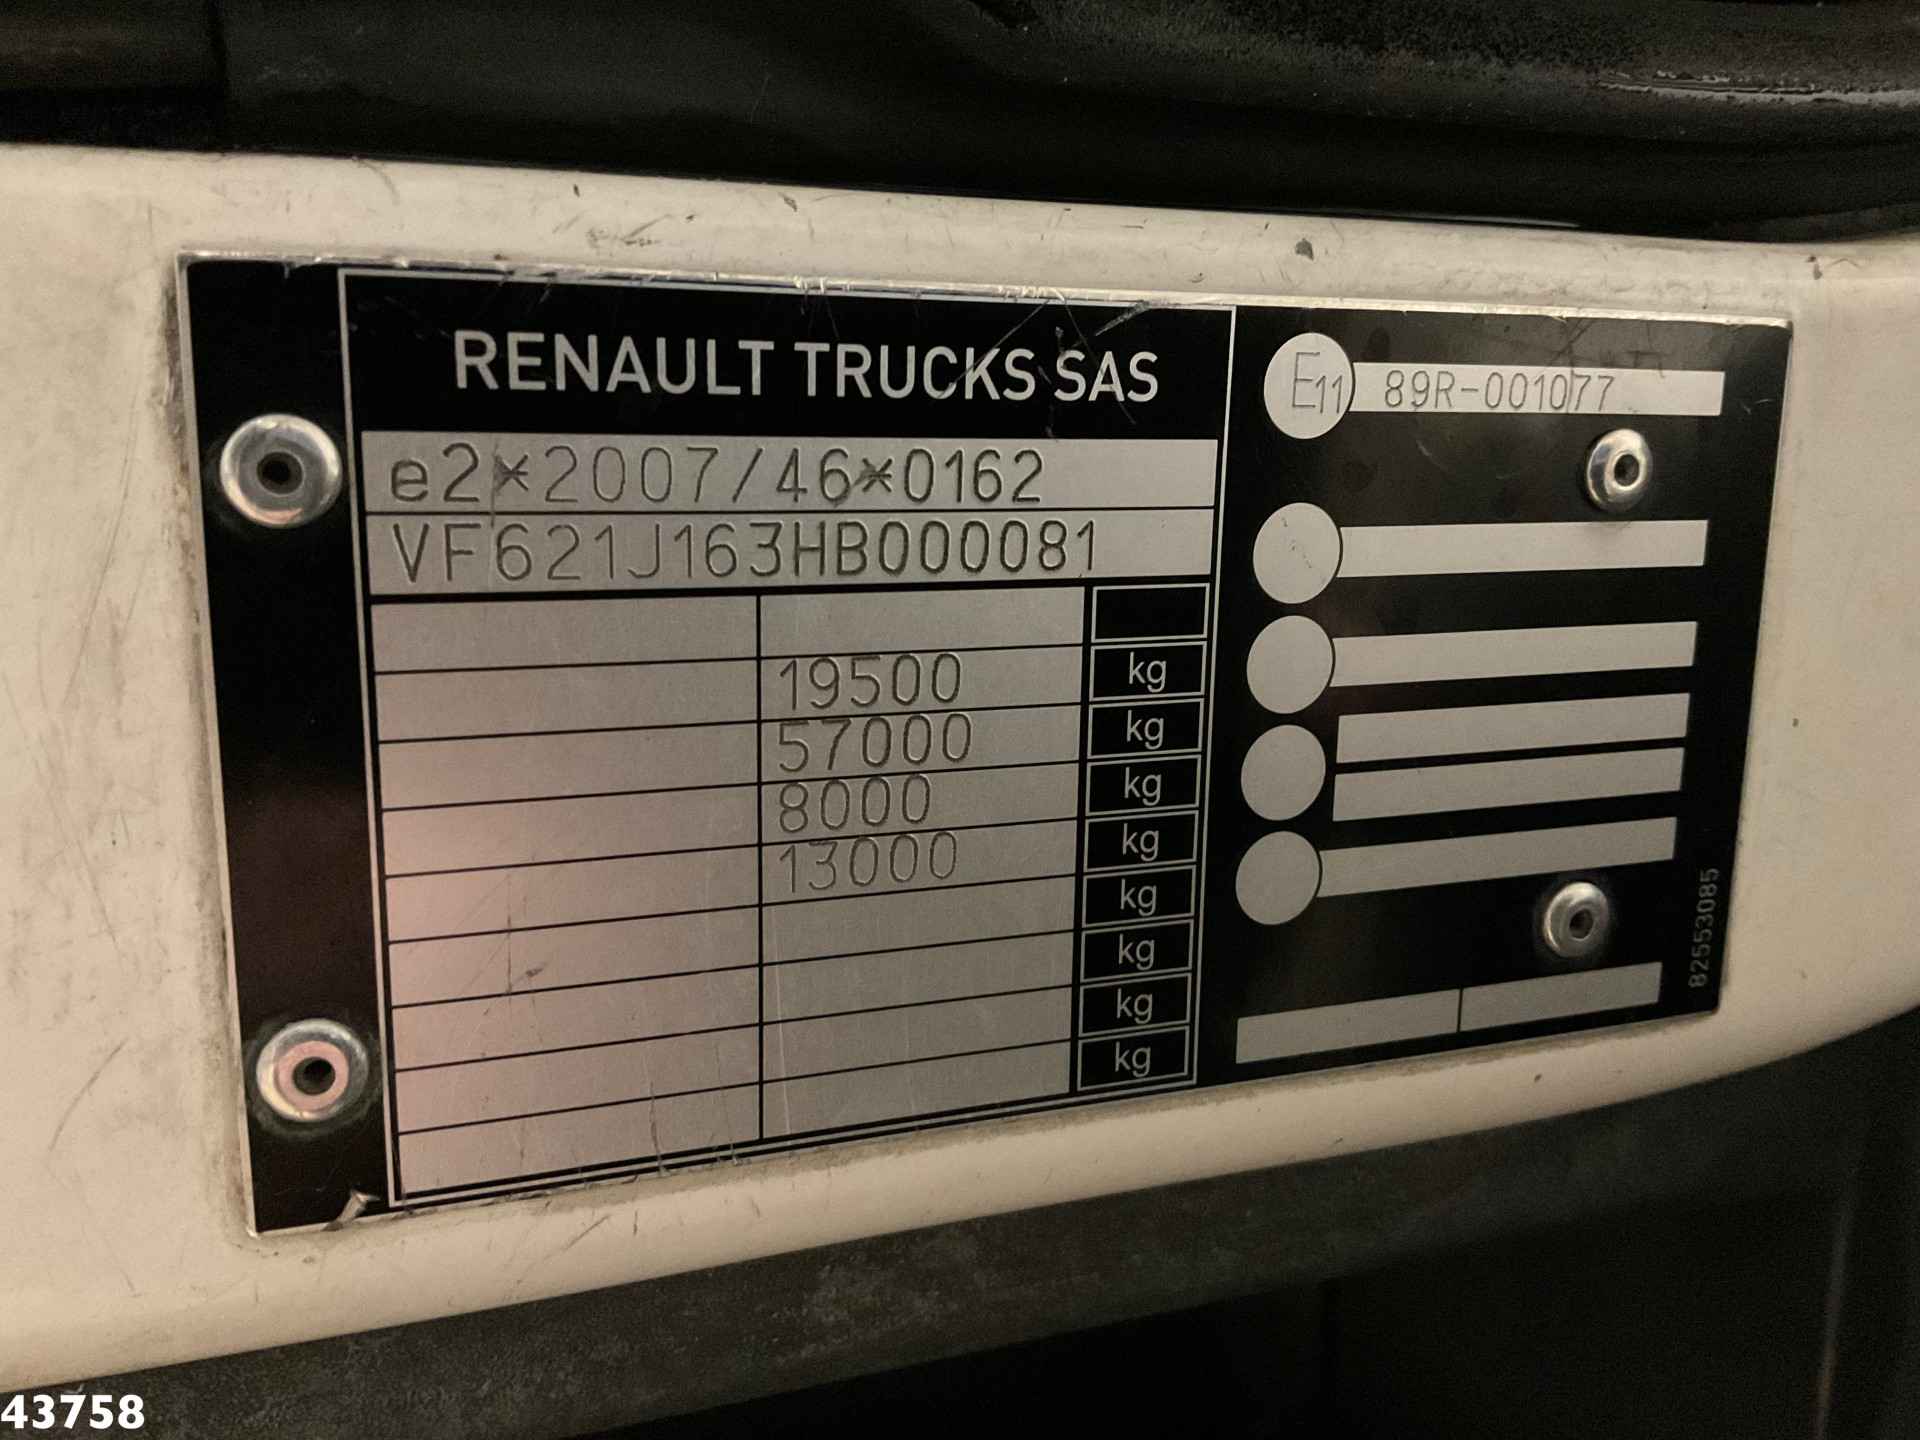 RENAULT TRUCKS SAS
e2*2007/46*0162
VF621J163HB000081
19500 kg
57000 kg
8000 kg
13000 kg
kg
kg
kg
kg
E11 89R-001077
82553085
43758